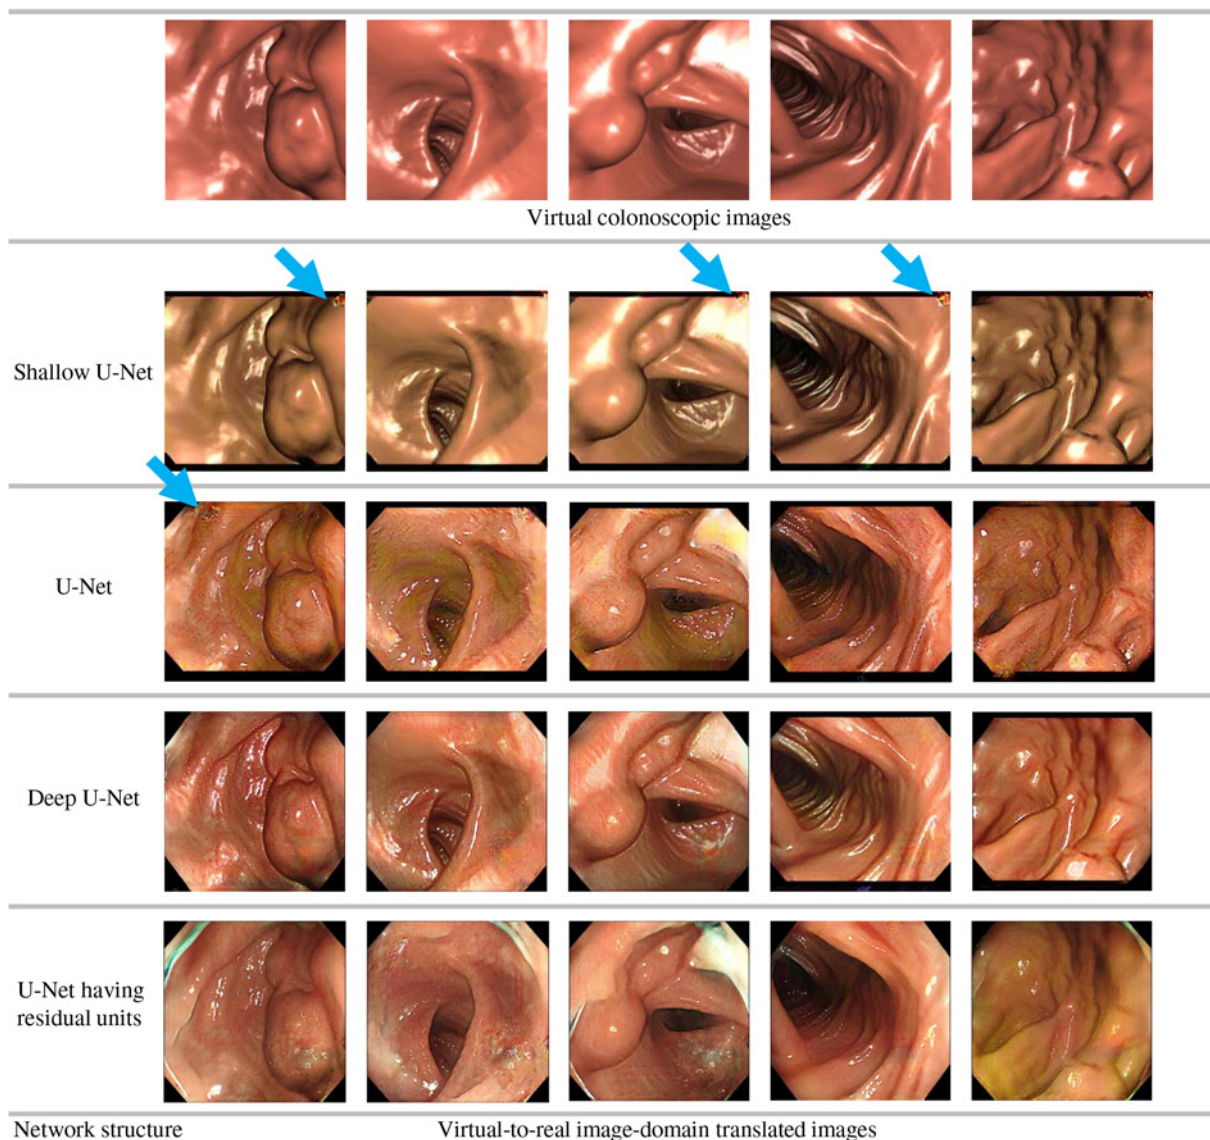 Virtual colonoscopic images
Shallow U-Net
U-Net
Deep U-Net
U-Net having
residual units
Network structure
Virtual-to-real image-domain translated images